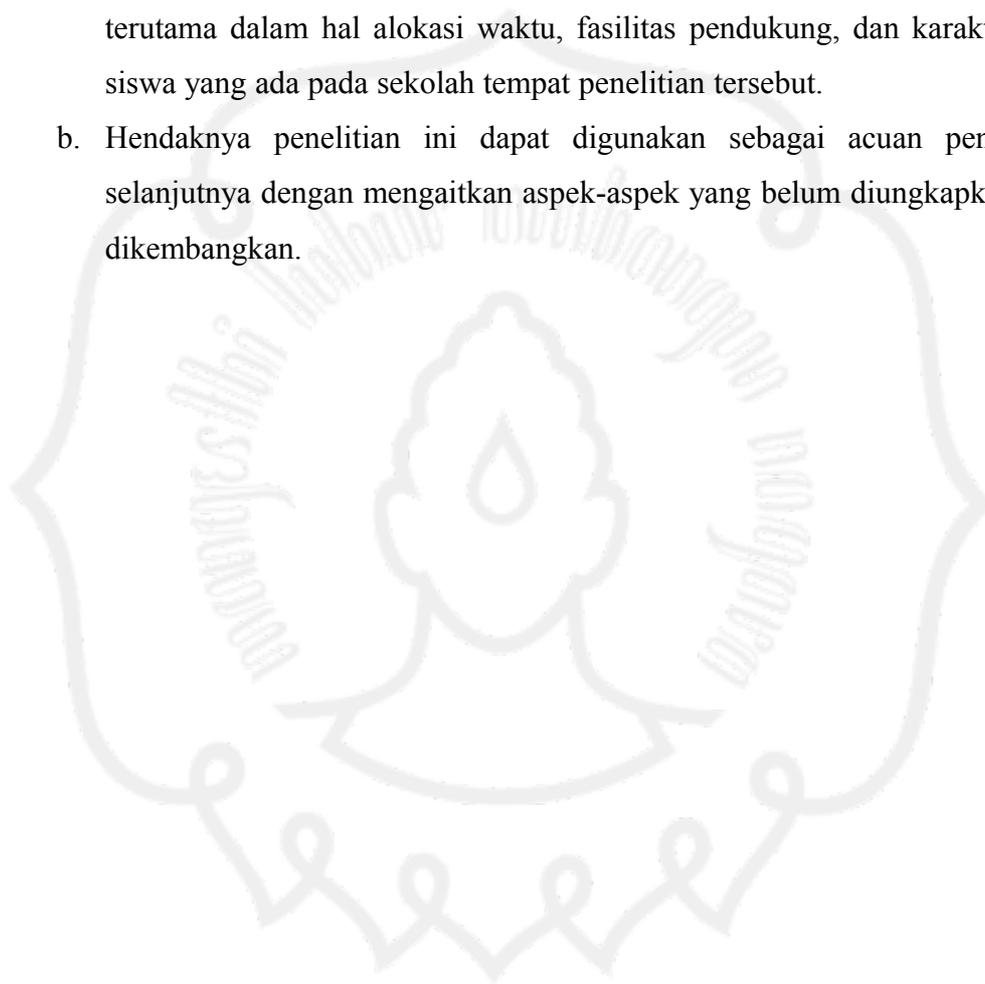 terutama dalam hal alokasi waktu, fasilitas pendukung, dan karak
siswa yang ada pada sekolah tempat penelitian tersebut.
b. Hendaknya penelitian ini dapat digunakan sebagai acuan
selanjutnya dengan mengaitkan aspek-aspek yang belum diungkapk
dikembangkan.